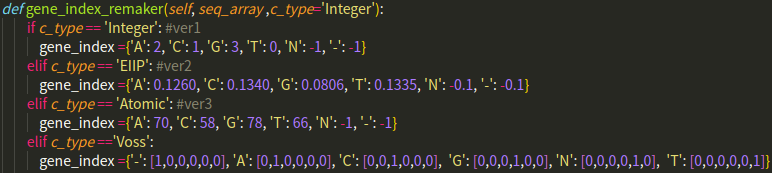 def gene_index_remaker(self, seq_array ,c_type='Integer'):
if c_type == 'Integer': #ver1
gene_index ={'A': 2, 'C': 1, 'G': 3, 'T': 0, 'N': -1, '-': -1}
elif c_type == 'EIIP': #ver2
gene_index ={'A': 0.1260, 'C': 0.1340, 'G': 0.0806, 'T': 0.1335, 'N': -0.1, '-': -0.1}
elif c_type == 'Atomic': #ver3
gene_index ={'A': 70, 'C': 58, 'G': 78, 'T': 66, 'N': -1, '-': -1}
elif c_type =='Voss':
gene_index ={'-': [1,0,0,0,0,0], 'A': [0,1,0,0,0,0], 'C': [0,0,1,0,0,0], 'G': [0,0,0,1,0,0], 'N': [0,0,0,0,1,0], 'T': [0,0,0,0,0,1]}